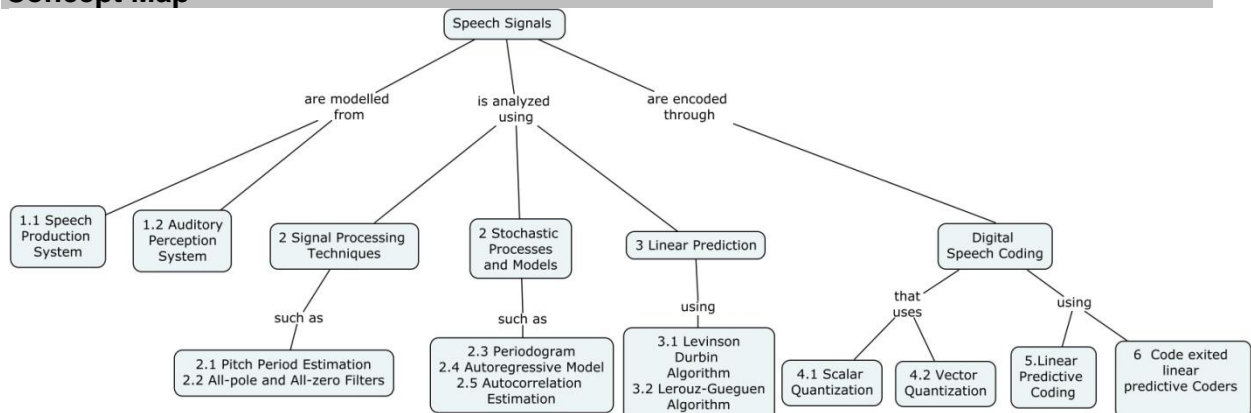 Concept Map
Speech Signals
are modelled
from
is analyzed
using
are encoded
through
1.1 Speech
Production
System
1.2 Auditory
Perception
System
2 Signal Processing
Techniques
2 Stochastic
Processes
and Models
3 Linear Prediction
Digital
Speech Coding
such as
such as
using
that
uses
using
2.1 Pitch Period Estimation
2.2 All-pole and All-zero Filters
2.3 Periodogram
2.4 Autoregressive Model
2.5 Autocorrelation
Estimation
3.1 Levinson
Durbin
Algorithm
3.2 Lerouz-Gueguen
Algorithm
4.1 Scalar
Quantization
4.2 Vector
Quantization
5.Linear
Predictive
Coding
6 Code exited
linear
predictive Coders